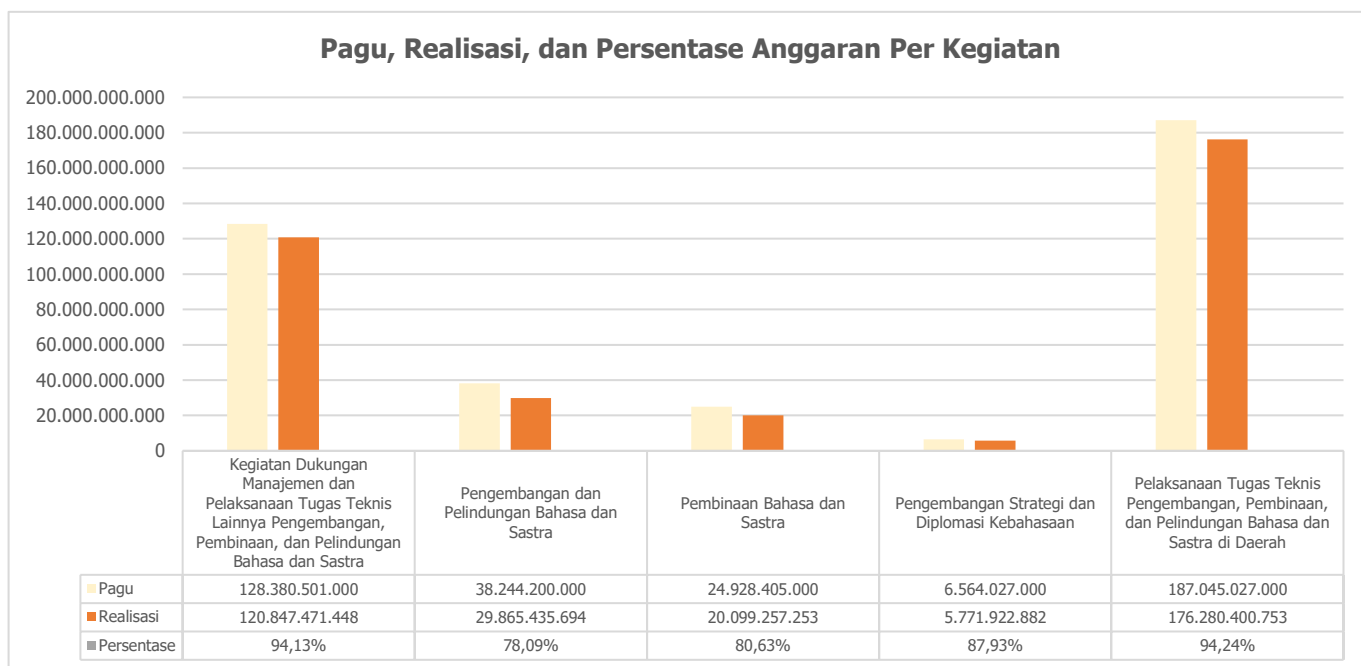 Pagu, Realisasi, dan Persentase Anggaran Per Kegiatan
200.000.000.000
180.000.000.000
160.000.000.000
140.000.000.000
120.000.000.000
100.000.000.000
80.000.000.000
60.000.000.000
40.000.000.000
20.000.000.000
0
Kegiatan Dukungan
Manajemen dan
Pelaksanaan Tugas Teknis
Lainnya Pengembangan,
Pembinaan, dan Pelindungan
Bahasa dan Sastra
Pengembangan dan
Pelindungan Bahasa dan
Sastra
Pembinaan Bahasa dan
Sastra
Pengembangan Strategi dan
Diplomasi Kebahasaan
Pelaksanaan Tugas Teknis
Pengembangan, Pembinaan,
dan Pelindungan Bahasa dan
Sastra di Daerah
Pagu 128.380.501.000 38.244.200.000 24.928.405.000 6.564.027.000 187.045.027.000
Realisasi 120.847.471.448 29.865.435.694 20.099.257.253 5.771.922.882 176.280.400.753
Persentase 94,13% 78,09% 80,63% 87,93% 94,24%